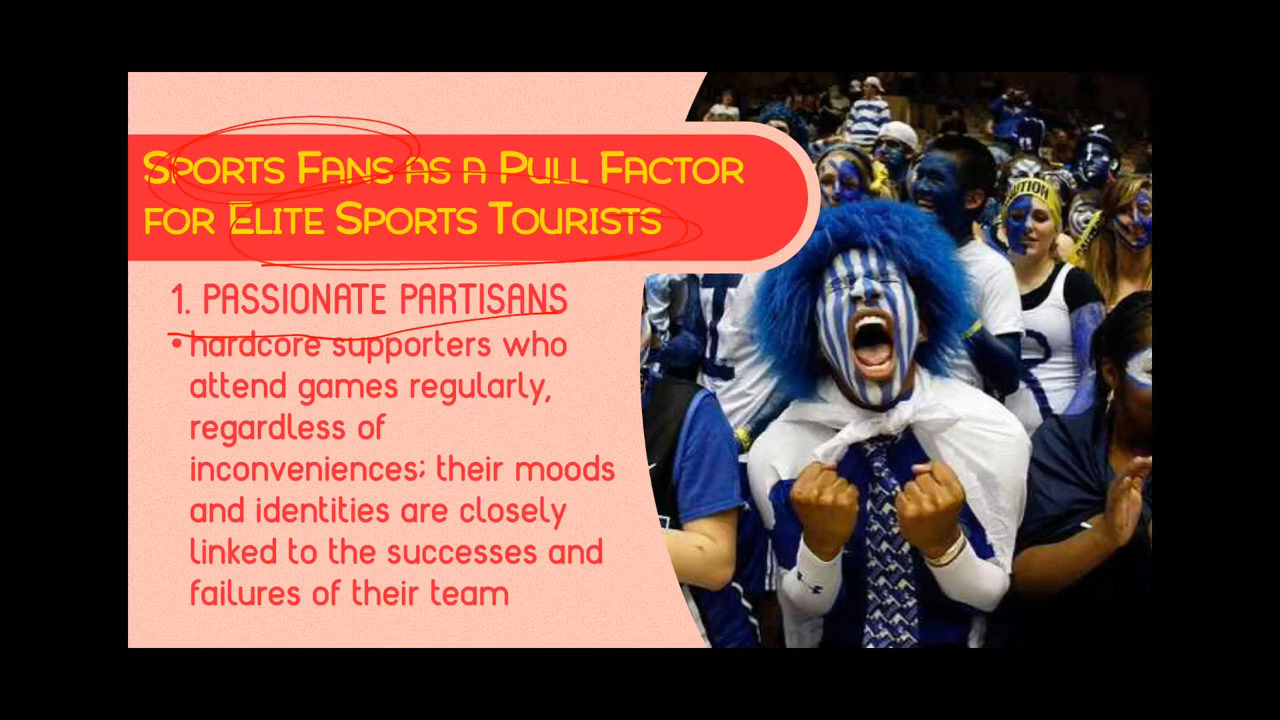 SPORTS FANS AS A PULL FACTOR
FOR ELITE SPORTS TOURISTS
1. PASSIONATE PARTISANS
• hardcore supporters who
attend games regularly,
regardless of
inconveniences; their moods
and identities are closely
linked to the successes and
failures of their team
CAUTION
R